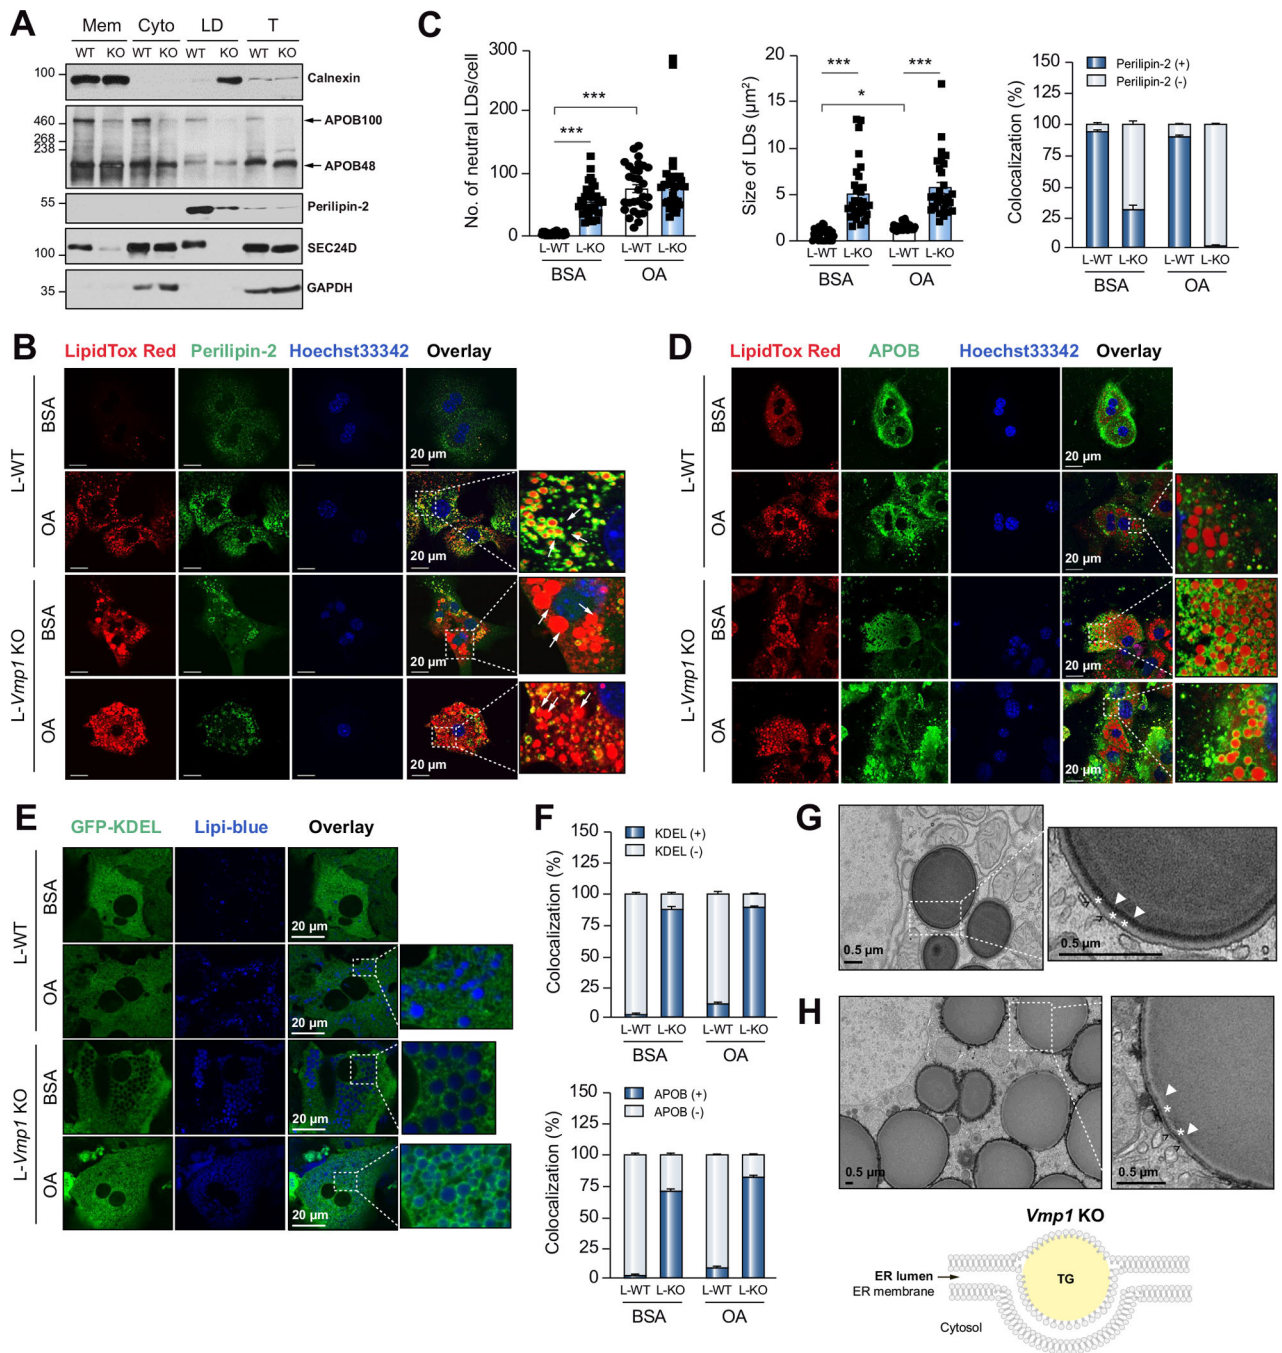 A
Mem Cyto LD T
WT KO WT KO WT KO WT KO
100 Calnexin
460 APOB100
268
238
APOB48
55 Perilipin-2
100 SEC24D
35 GAPDH
C
No. of neutral LDs/cell
300
200
100
100
50
0
***
***
L-WT L-KO L-WT L-KO
BSA OA
Size of LDs (µm²)
20
15
10
5
0
*** ***
*
L-WT L-KO L-WT L-KO
BSA OA
Perilipin-2 (+)
Perilipin-2 (-)
Colocalization (%)
150
125
100
75
50
25
0
L-WT L-KO L-WT L-KO
BSA OA
B
LipidTox Red Perilipin-2 Hoechst33342 Overlay
L-WT
BSA
20 µm
OA
20 µm
L-Vmp1 KO
BSA
20 µm
OA
20 µm
D
LipidTox Red APOB Hoechst33342 Overlay
L-WT
BSA
20 µm
OA
20 µm
L-Vmp1 KO
BSA
20 µm
OA
20 µm
E
GFP-KDEL Lipi-blue Overlay
L-WT
BSA
20 µm
OA
20 µm
L-Vmp1 KO
BSA
20 µm
OA
20 µm
F
KDEL (+)
KDEL (-)
Colocalization (%)
150
125
100
75
50
25
0
L-WT L-KO L-WT L-KO
BSA OA
APOB (+)
APOB (-)
Colocalization (%)
150
125
100
75
50
25
0
L-WT L-KO L-WT L-KO
BSA OA
G
0.5 µm
0.5 µm
* * *
H
0.5 µm
0.5 µm
* *
Vmp1 KO
ER lumen
ER membrane
TG
Cytosol